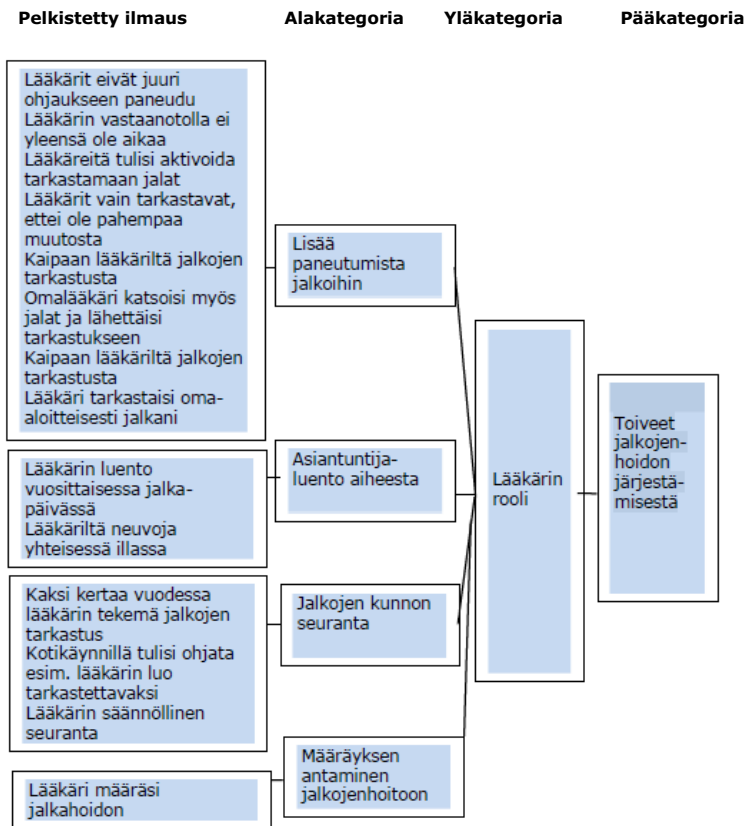 Pelkistetty ilmaus Alakategoria Yläkategoria Pääkategoria
Lääkärit eivät juuri
ohjaukseen paneudu
Lääkärin vastaanotolla ei
yleensä ole aikaa
Lääkäreitä tulisi aktivoida
tarkastamaan jalat
Lääkärit vain tarkastavat,
ettei ole pahempaa
muutosta
Kaipaan lääkäriltä jalkojen
tarkastusta
Omalääkäri katsoisi myös
jalat ja lähettäisi
tarkastukseen
Kaipaan lääkäriltä jalkojen
tarkastusta
Lääkäri tarkastaisi oma-
aloitteisesti jalkani
Lisää
paneutumista
jalkoihin
Lääkärin luento
vuosittaisessa jalka-
päivässä
Lääkäriltä neuvoja
yhteisessä illassa
Asiantuntija-
luento aiheesta
Kaksi kertaa vuodessa
lääkärin tekemä jalkojen
tarkastus
Kotikäynnillä tulisi ohjata
esim. lääkärin luo
tarkastettavaksi
Lääkärin säännöllinen
seuranta
Jalkojen kunnon
seuranta
Lääkäri määräsi
jalkahoidon
Määräyksen
antaminen
jalkojenhoitoon
Lääkärin
rooli
Toiveet
jalkojen-
hoidon
järjestä-
misestä